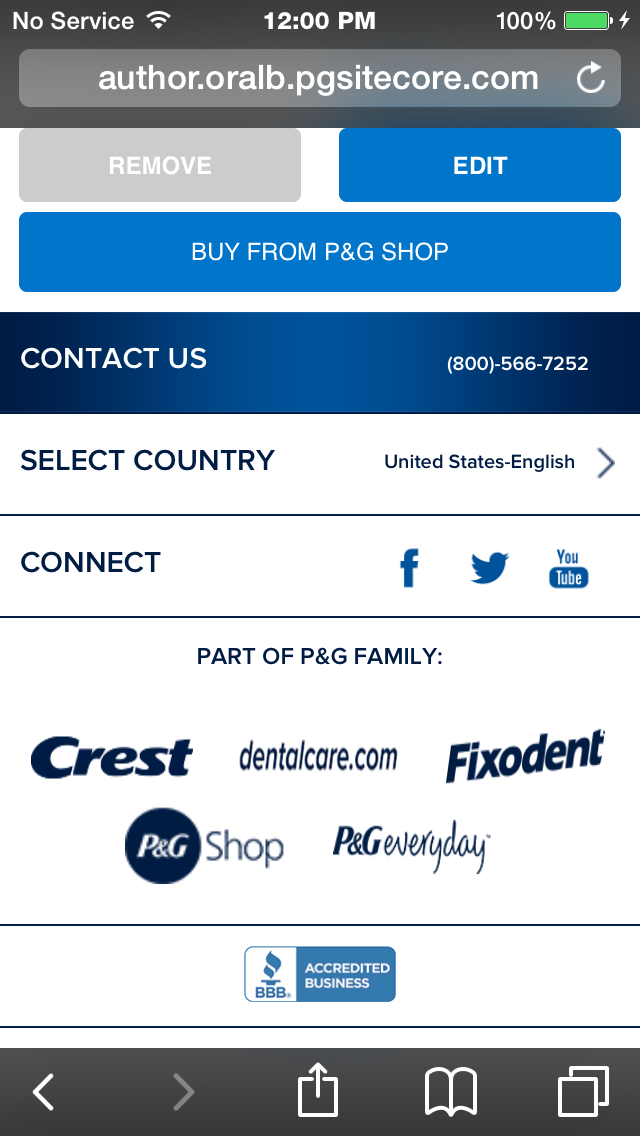 No Service 12:00 PM 100%
author.oralb.pgsitecore.com
REMOVE EDIT
BUY FROM P&G SHOP
CONTACT US (800)-566-7252
SELECT COUNTRY United States-English
CONNECT f You Tube
PART OF P&G FAMILY:
Crest dentalcare.com Fixodent
P&G Shop P&G everyday
BBB. ACCREDITED BUSINESS